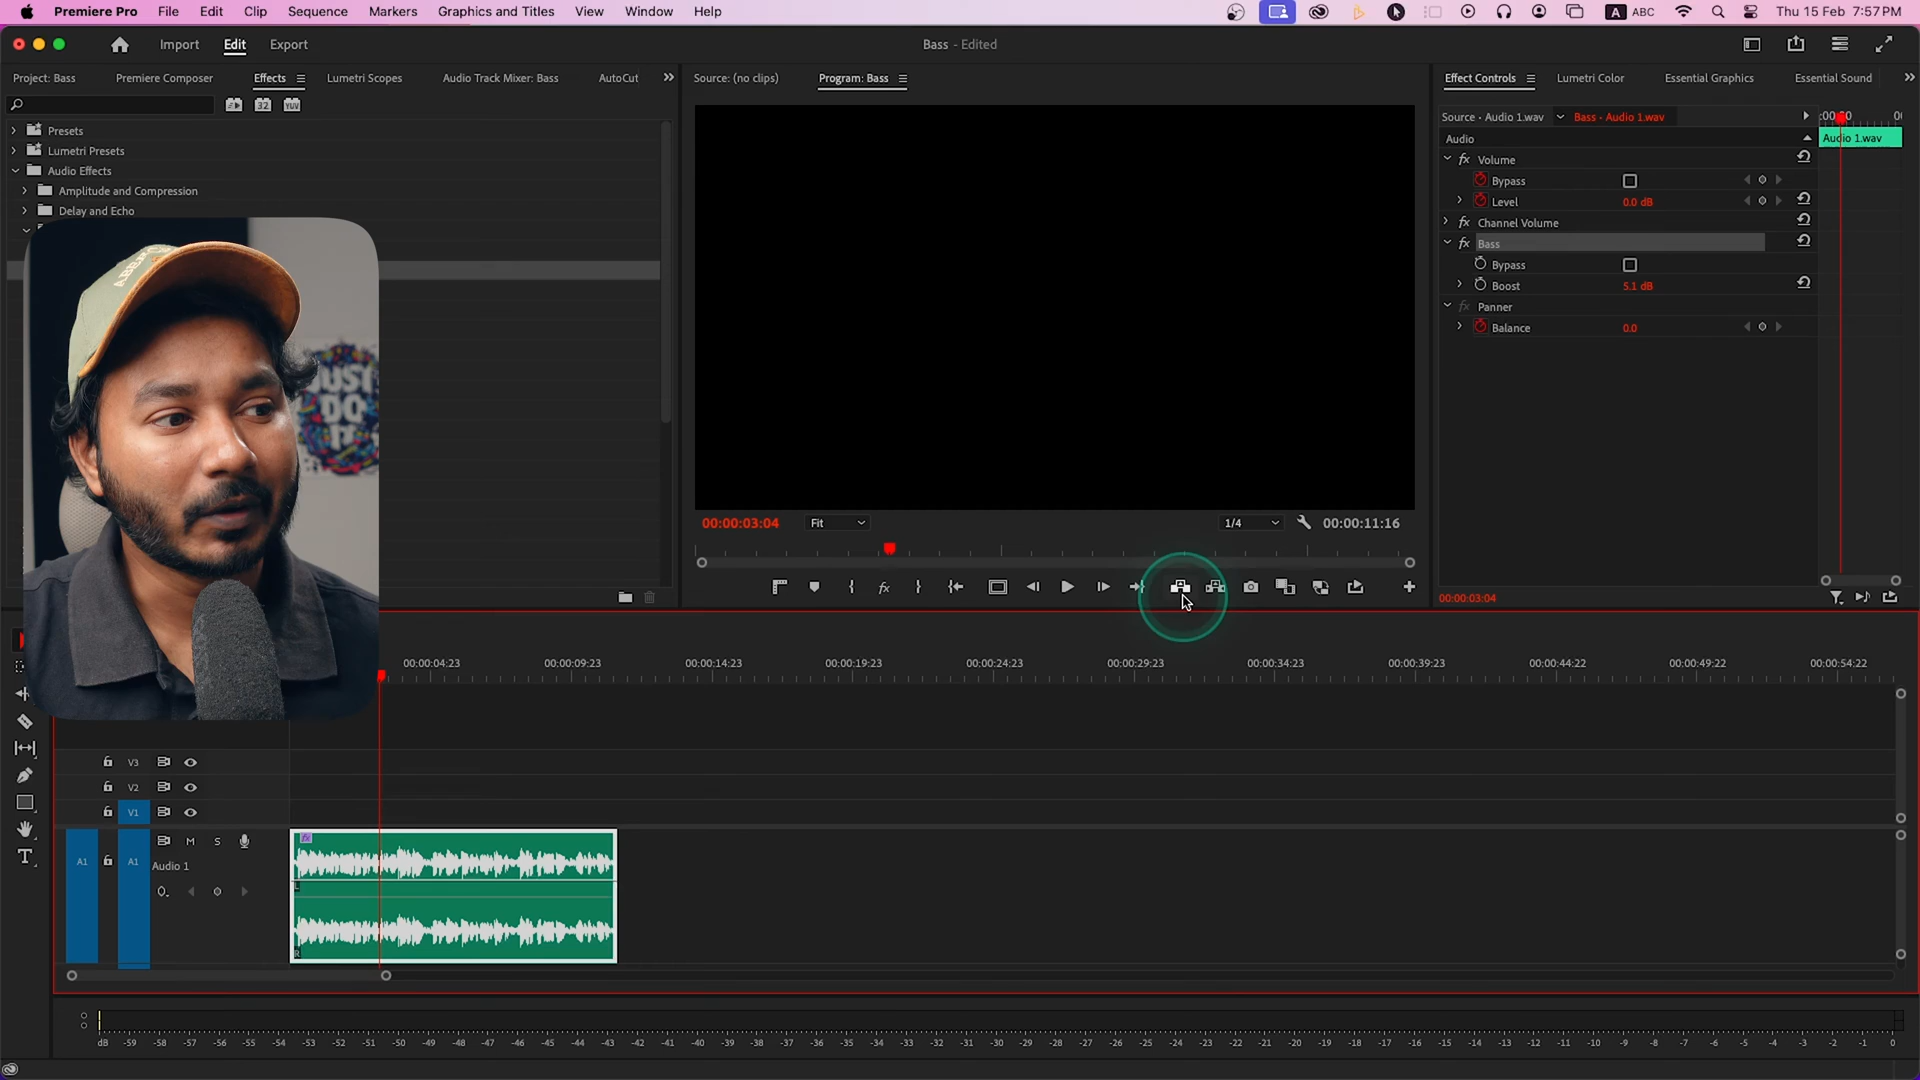 Premiere Pro File Edit Clip Sequence Markers Graphics and Titles View Window Help
A ABC Thu 15 Feb 7:57 PM
Import Edit Export
Bass - Edited
Project: Bass Premiere Composer Effects Lumetri Scopes Audio Track Mixer: Bass AutoCut
32 YUV
Presets
Lumetri Presets
Audio Effects
Amplitude and Compression
Delay and Echo
JUST
DO
IT
Source: (no clips) Program: Bass
00:00:03:04 Fit 1/4 00:00:11:16
Effect Controls Lumetri Color Essential Graphics Essential Sound
Source · Audio 1.wav Bass · Audio 1.wav
Audio Audio 1.wav
fx Volume
Bypass
Level 0.0 dB
fx Channel Volume
fx Bass
Bypass
Boost 5.1 dB
fx Panner
Balance 0.0
00:00:03:04
00:00:04:23 00:00:09:23 00:00:14:23 00:00:19:23 00:00:24:23 00:00:29:23 00:00:34:23 00:00:39:23 00:00:44:22 00:00:49:22 00:00:54:22
V3
V2
V1
A1 A1 M S
Audio 1
fx
L
R
dB -59 -58 -57 -56 -55 -54 -53 -52 -51 -50 -49 -48 -47 -46 -45 -44 -43 -42 -41 -40 -39 -38 -37 -36 -35 -34 -33 -32 -31 -30 -29 -28 -27 -26 -25 -24 -23 -22 -21 -20 -19 -18 -17 -16 -15 -14 -13 -12 -11 -10 -9 -8 -7 -6 -5 -4 -3 -2 -1 0